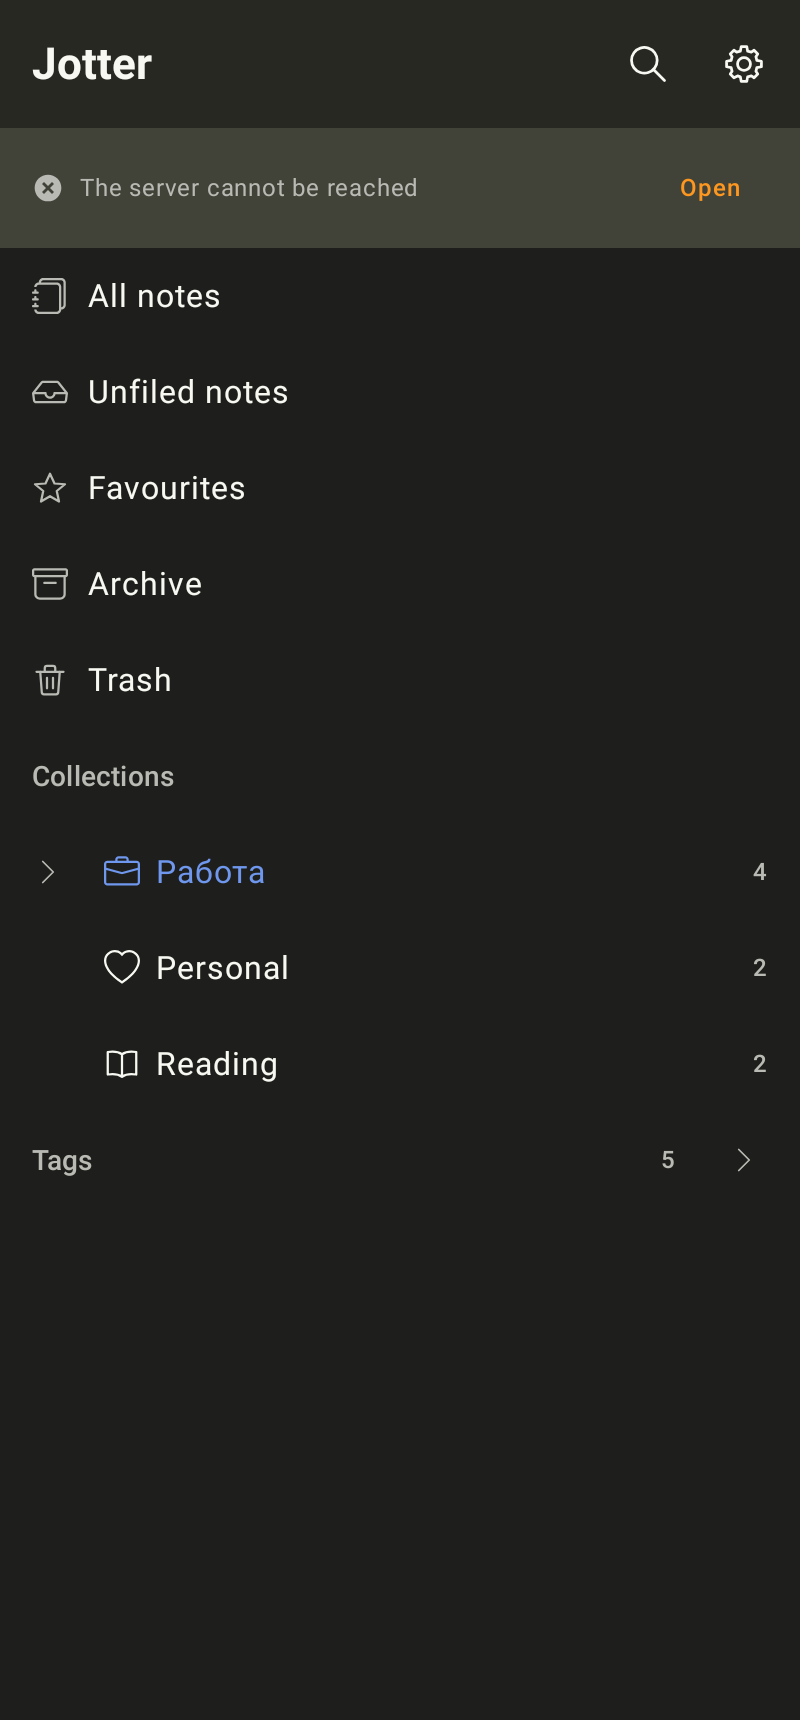 Jotter
The server cannot be reached Open
All notes
Unfiled notes
Favourites
Archive
Trash
Collections
Работа 4
Personal 2
Reading 2
Tags 5